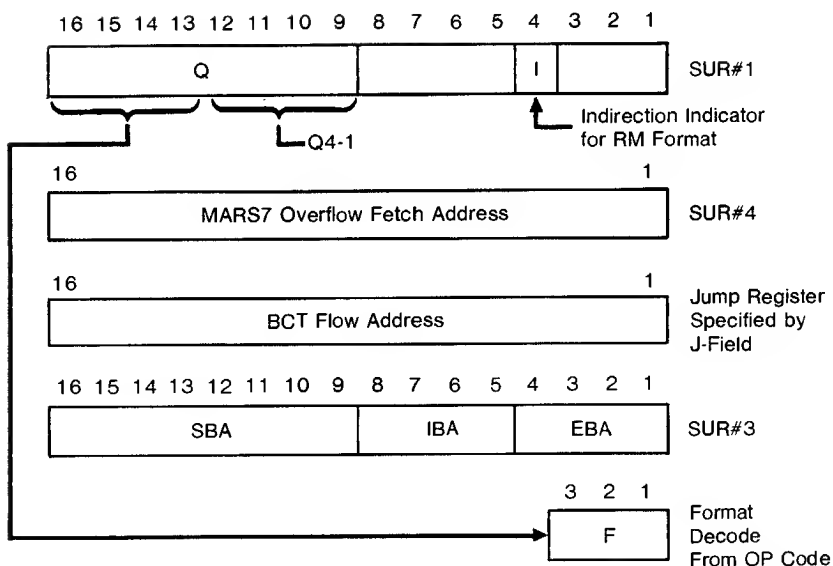 16 15 14 13 12 11 10 9 8 7 6 5 4 3 2 1
Q I SUR#1
Q4-1
Indirection Indicator
for RM Format
16 1
MARS7 Overflow Fetch Address SUR#4
16 1
BCT Flow Address
Jump Register
Specified by
J-Field
16 15 14 13 12 11 10 9 8 7 6 5 4 3 2 1
SBA IBA EBA SUR#3
3 2 1
F
Format
Decode
From OP Code